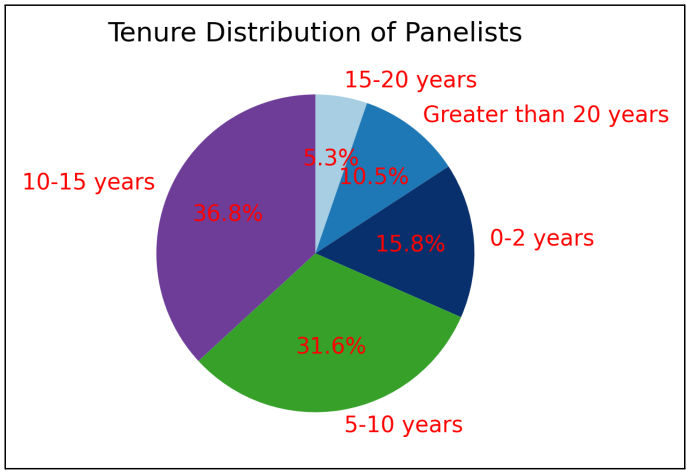 Tenure Distribution of Panelists
15-20 years
Greater than 20 years
5.3%
10.5%
10-15 years
36.8%
15.8%
0-2 years
31.6%
5-10 years